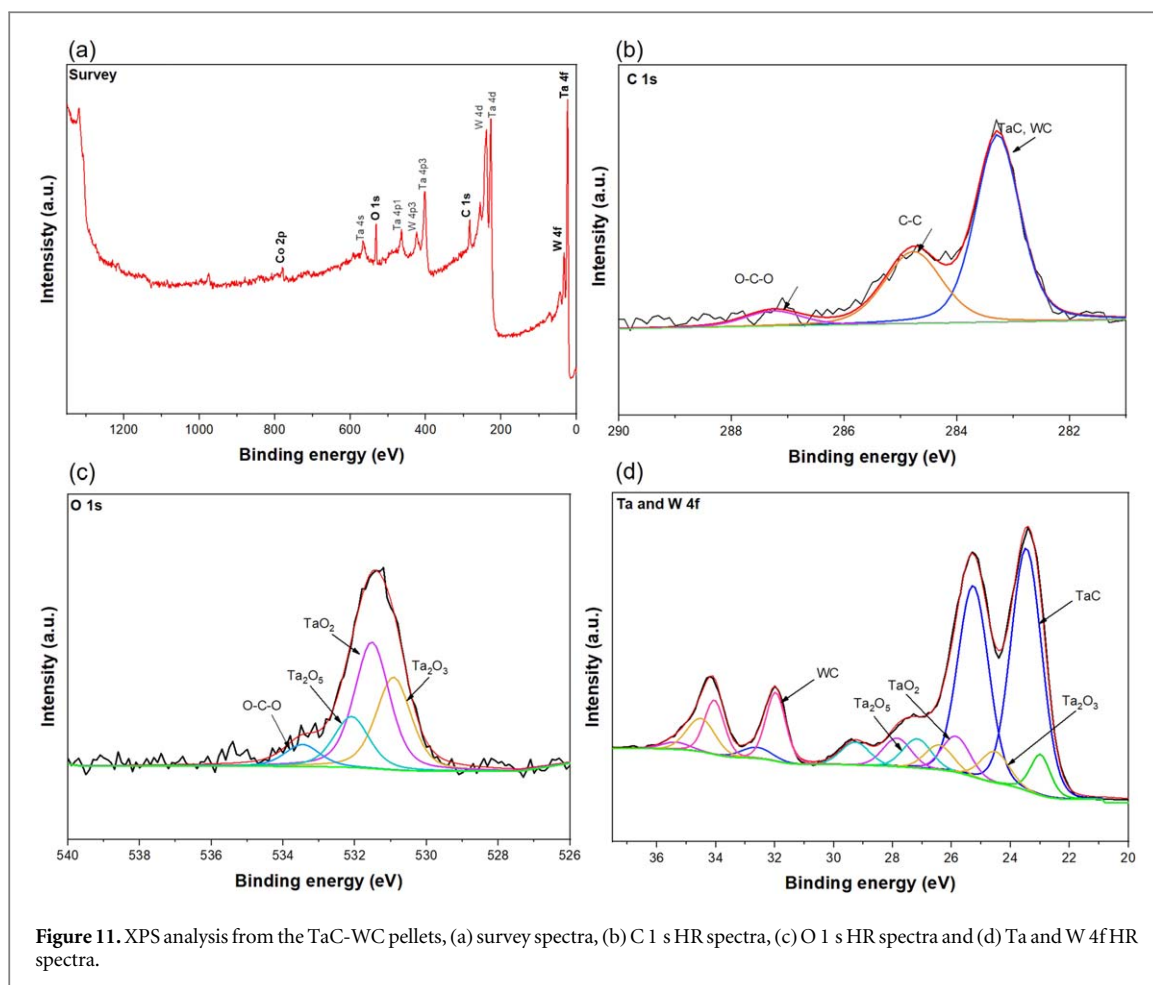 (a)
Survey
Ta 4s
O 1s
Ta 4p1
W 4p3
Ta 4p3
C 1s
W 4d
Ta 4d
W 4f
Ta 4f
Co 2p
Intensisty (a.u.)
1200 1000 800 600 400 200 0
Binding energy (eV)
(b)
C 1s
TaC, WC
C-C
O-C-O
Intensity (a.u.)
290 288 286 284 282
Binding energy (eV)
(c)
O 1s
TaO₂
Ta₂O₅
Ta₂O₃
O-C-O
Intensity (a.u.)
540 538 536 534 532 530 528 526
Binding energy (eV)
(d)
Ta and W 4f
TaC
WC
Ta₂O₅
TaO₂
Ta₂O₃
Intensity (a.u.)
36 34 32 30 28 26 24 22 20
Binding energy (eV)
Figure 11. XPS analysis from the TaC-WC pellets, (a) survey spectra, (b) C 1 s HR spectra, (c) O 1 s HR spectra and (d) Ta and W 4f HR
spectra.